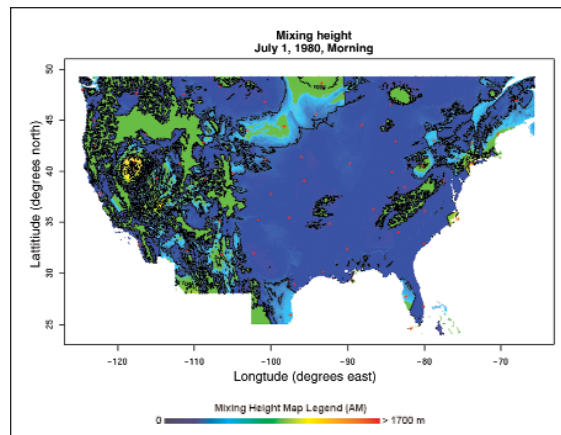 Mixing height
July 1, 1980, Morning
Lattitiude (degrees north)
50
45
40
35
30
25
−120
−110
−100
−90
−80
−70
Longtude (degrees east)
Mixing Height Map Legend (AM)
0 > 1700 m